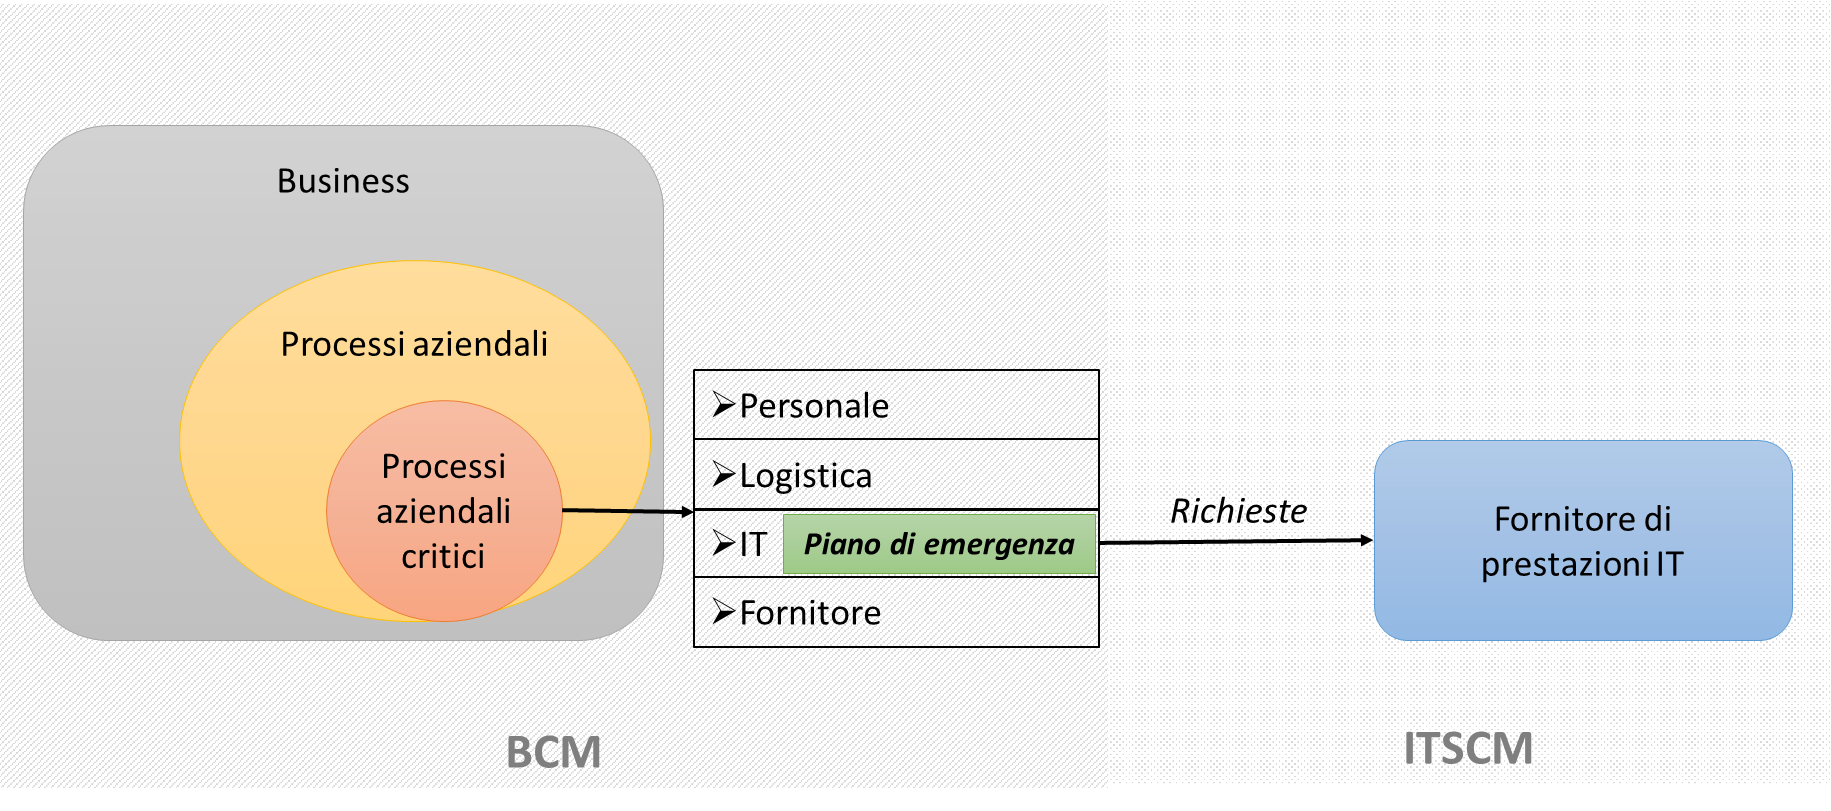 Business
Processi aziendali
Processi
aziendali
critici
Personale
Logistica
IT Piano di emergenza
Fornitore
Richieste
Fornitore di
prestazioni IT
BCM
ITSCM